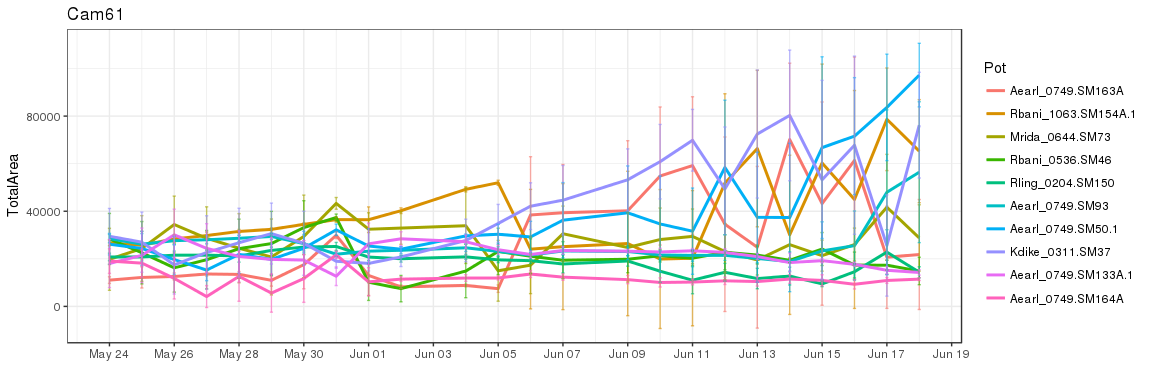 Cam61
TotalArea
80000
40000
0
May 24 May 26 May 28 May 30 Jun 01 Jun 03 Jun 05 Jun 07 Jun 09 Jun 11 Jun 13 Jun 15 Jun 17 Jun 19
Pot
Aearl_0749.SM163A
Rbani_1063.SM154A.1
Mrida_0644.SM73
Rbani_0536.SM46
Rling_0204.SM150
Aearl_0749.SM93
Aearl_0749.SM50.1
Kdike_0311.SM37
Aearl_0749.SM133A.1
Aearl_0749.SM164A